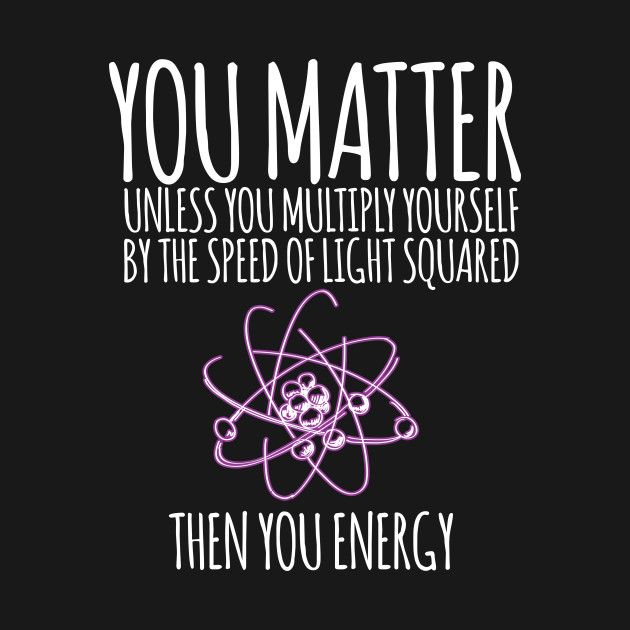 YOU MATTER
UNLESS YOU MULTIPLY YOURSELF
BY THE SPEED OF LIGHT SQUARED
THEN YOU ENERGY